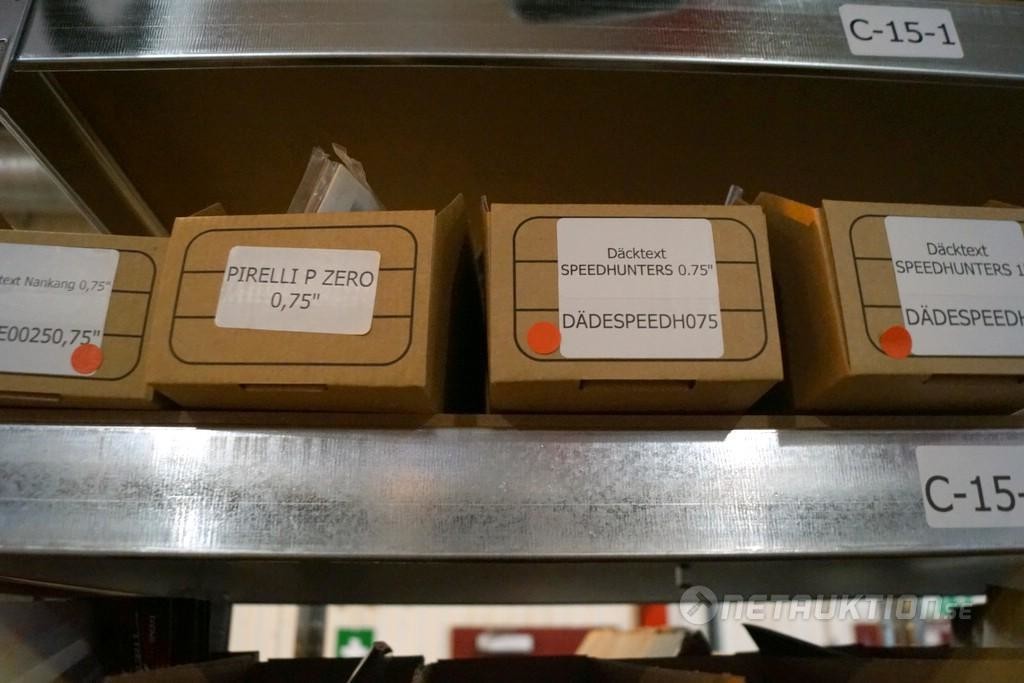 C-15-1
text Nankang 0,75"
E00250,75"
PIRELLI P ZERO
0,75"
Däcktext
SPEEDHUNTERS 0.75"
DÄDESPEEDH075
Däcktext
SPEEDHUNTERS 1
DÄDESPEEDH
C-15-
NETAUKTION.SE